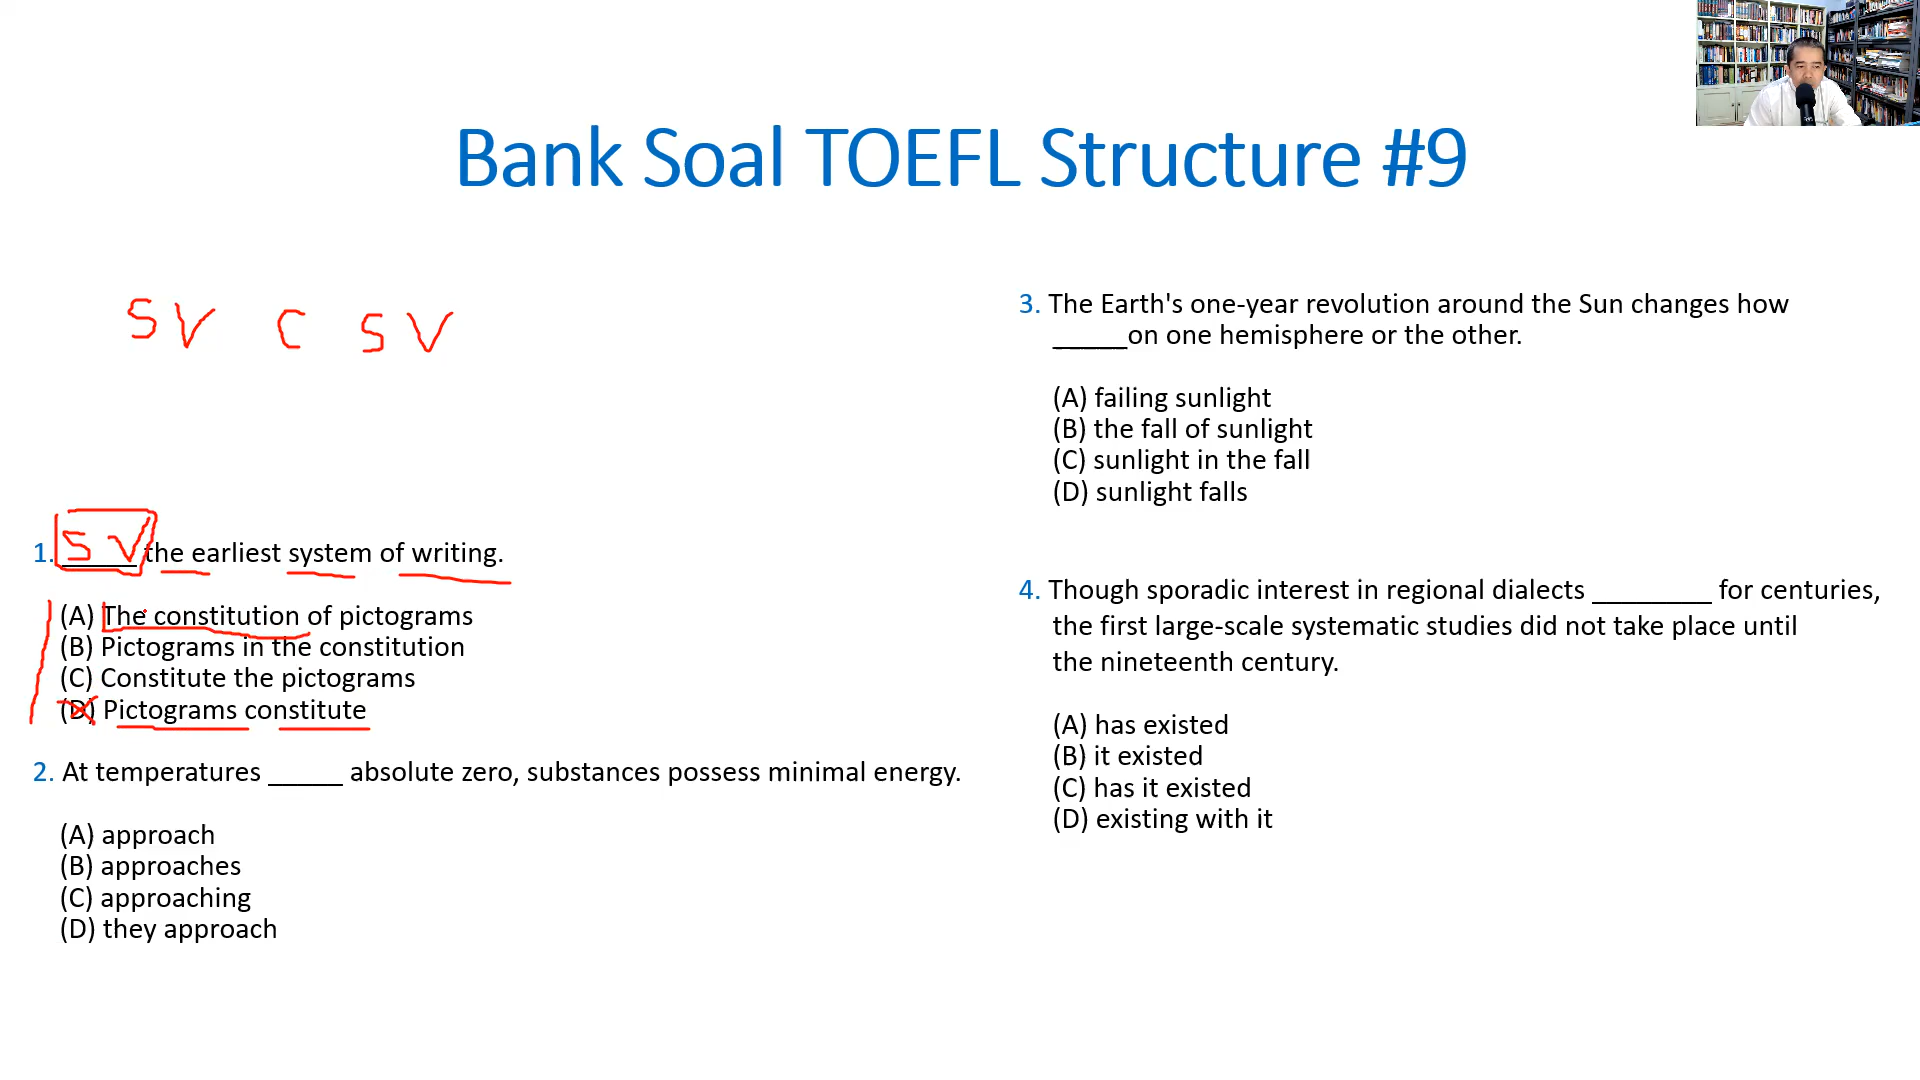 Bank Soal TOEFL Structure #9
S V C S V
S V
1. _____ the earliest system of writing.
(A) The constitution of pictograms
(B) Pictograms in the constitution
(C) Constitute the pictograms
(D) Pictograms constitute
2. At temperatures _____ absolute zero, substances possess minimal energy.
(A) approach
(B) approaches
(C) approaching
(D) they approach
3. The Earth's one-year revolution around the Sun changes how
_____on one hemisphere or the other.
(A) failing sunlight
(B) the fall of sunlight
(C) sunlight in the fall
(D) sunlight falls
4. Though sporadic interest in regional dialects ________ for centuries,
the first large-scale systematic studies did not take place until
the nineteenth century.
(A) has existed
(B) it existed
(C) has it existed
(D) existing with it